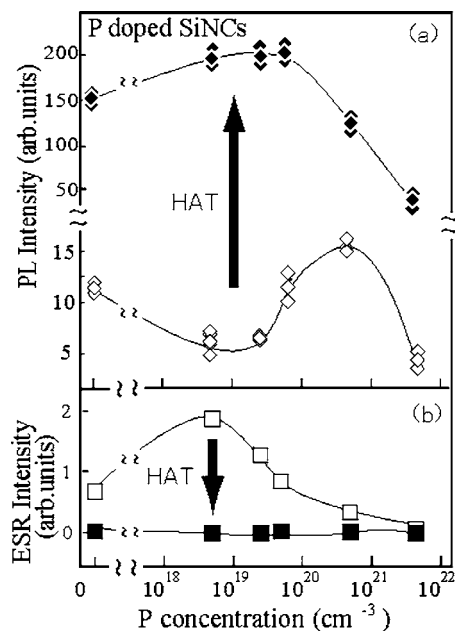 P doped SiNCs
(a)
200
150
100
50
15
10
5
PL Intensity (arb.units)
HAT
(b)
2
1
0
ESR Intensity
(arb.units)
HAT
0 10^18 10^19 10^20 10^21 10^22
P concentration (cm^-3)